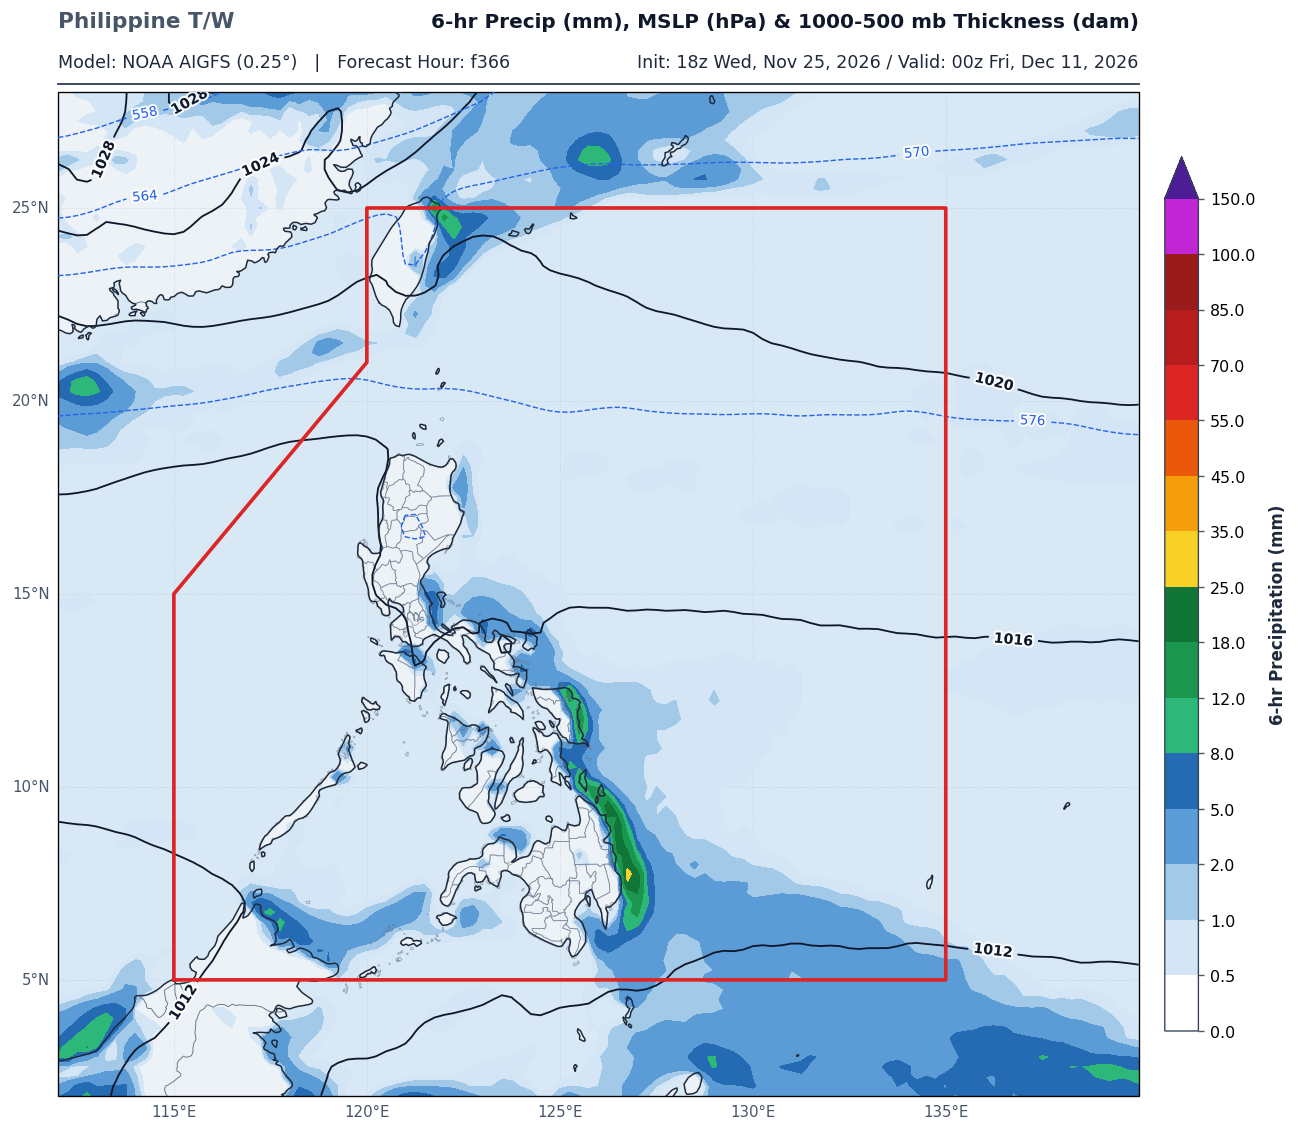 Philippine T/W
6-hr Precip (mm), MSLP (hPa) & 1000-500 mb Thickness (dam)
Model: NOAA AIGFS (0.25°) | Forecast Hour: f366
Init: 18z Wed, Nov 25, 2026 / Valid: 00z Fri, Dec 11, 2026
558
1028
1028
1024
564
570
1020
576
1016
1012
1012
25°N
20°N
15°N
10°N
5°N
115°E
120°E
125°E
130°E
135°E
150.0
100.0
85.0
70.0
55.0
45.0
35.0
25.0
18.0
12.0
8.0
5.0
2.0
1.0
0.5
0.0
6-hr Precipitation (mm)